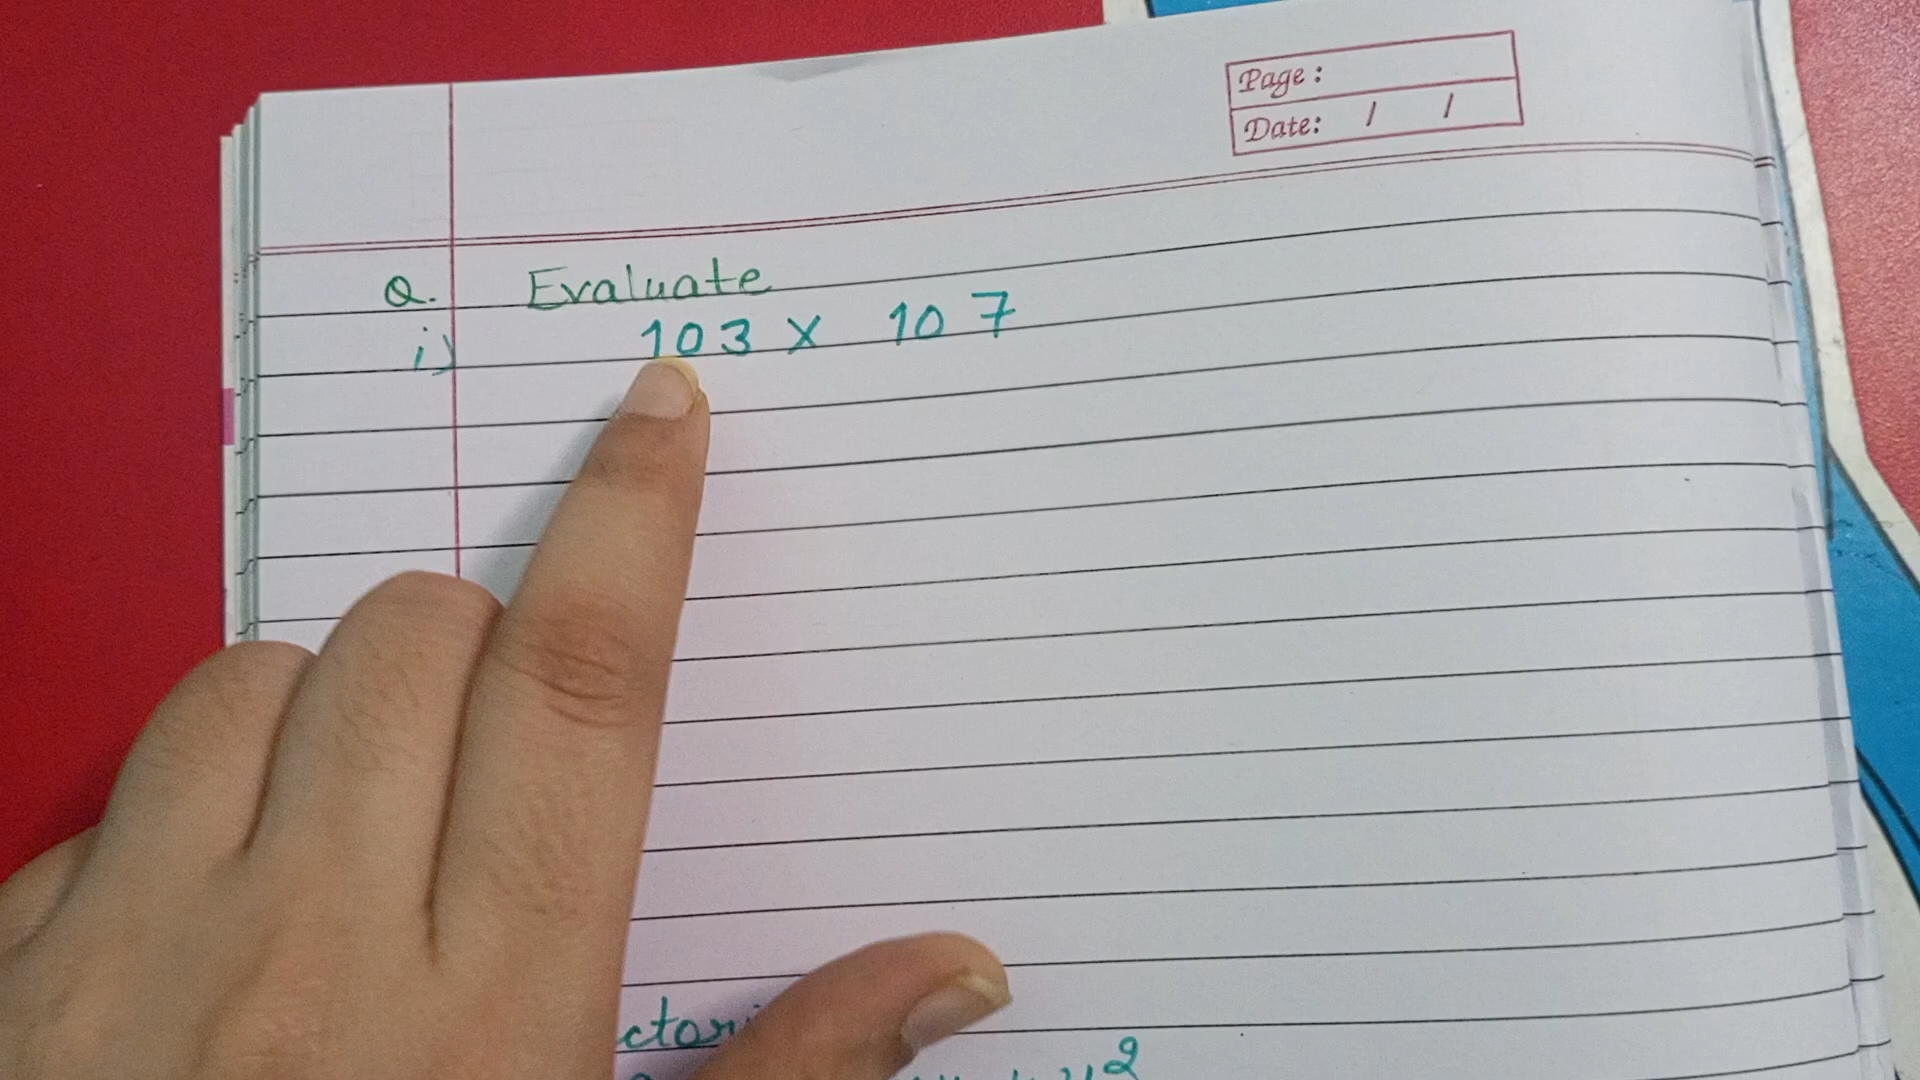 Page :
Date: / /
Q. Evaluate
i) 103 x 107